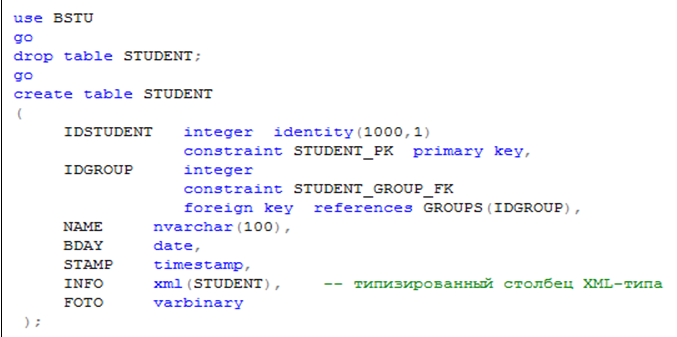 use BSTU
go
drop table STUDENT;
go
create table STUDENT
(
IDSTUDENT integer identity(1000,1)
constraint STUDENT_PK primary key,
IDGROUP integer
constraint STUDENT_GROUP_FK
foreign key references GROUPS(IDGROUP),
NAME nvarchar(100),
BDAY date,
STAMP timestamp,
INFO xml(STUDENT), -- типизированный столбец XML-типа
FOTO varbinary
);